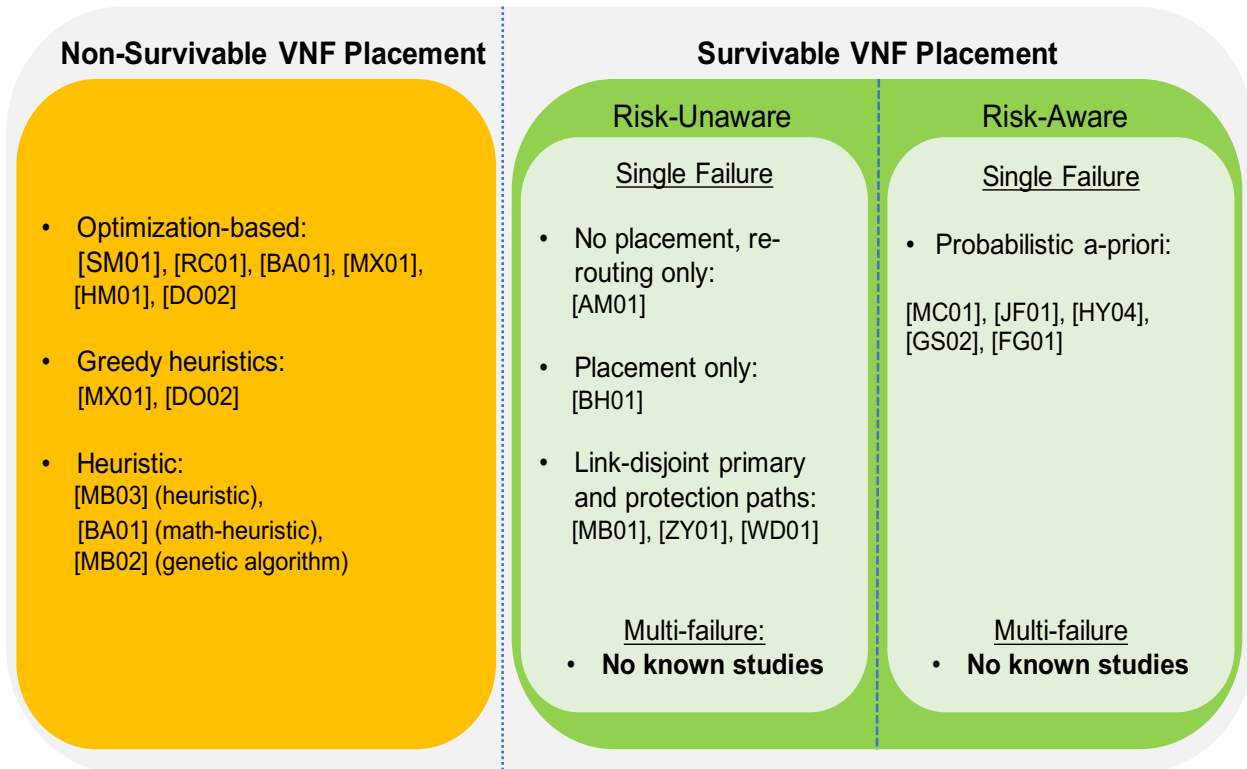 Non-Survivable VNF Placement
• Optimization-based:
[SM01], [RC01], [BA01], [MX01],
[HM01], [DO02]
• Greedy heuristics:
[MX01], [DO02]
• Heuristic:
[MB03] (heuristic),
[BA01] (math-heuristic),
[MB02] (genetic algorithm)
Survivable VNF Placement
Risk-Unaware
Single Failure
• No placement, re-
routing only:
[AM01]
• Placement only:
[BH01]
• Link-disjoint primary
and protection paths:
[MB01], [ZY01], [WD01]
Multi-failure:
• No known studies
Risk-Aware
Single Failure
• Probabilistic a-priori:
[MC01], [JF01], [HY04],
[GS02], [FG01]
Multi-failure
• No known studies